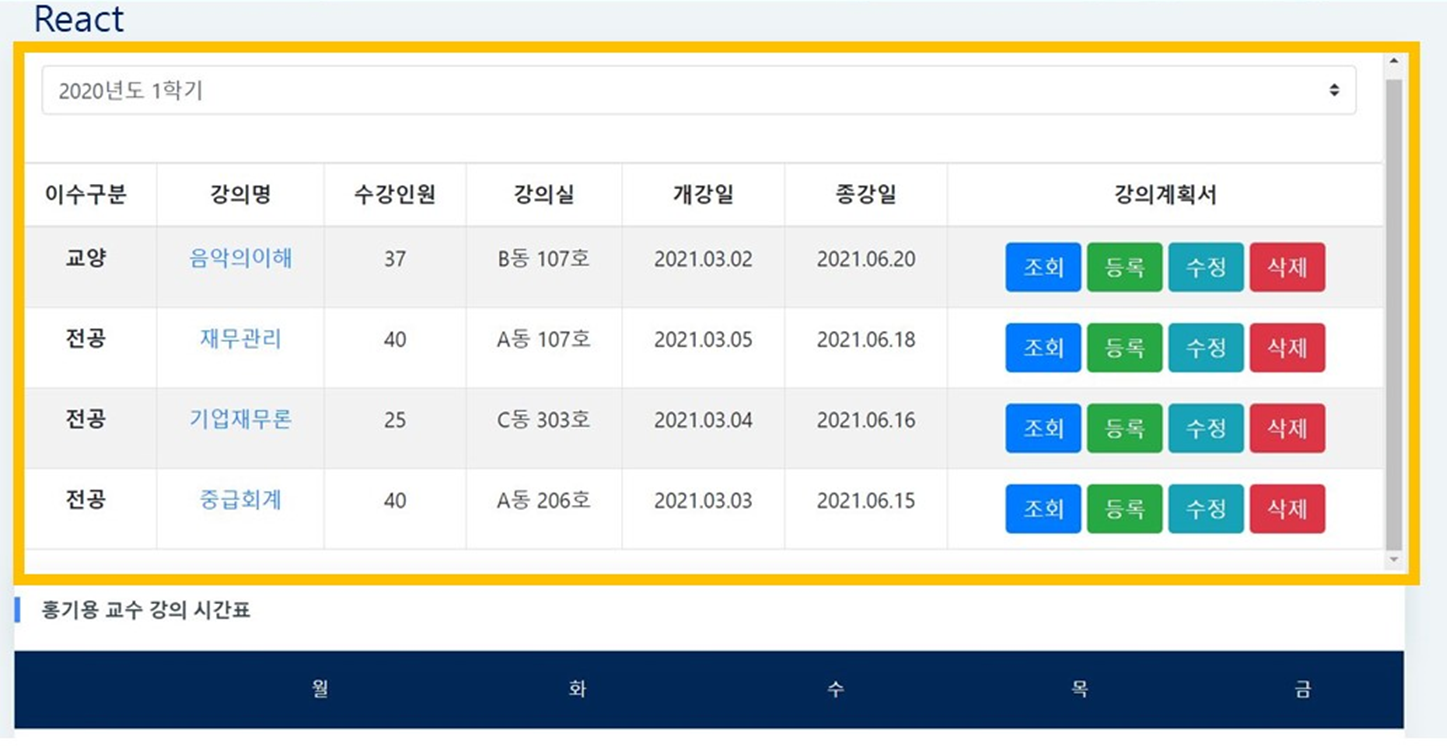 React
2020년도 1학기
이수구분 강의명 수강인원 강의실 개강일 종강일 강의계획서
교양 음악의이해 37 B동 107호 2021.03.02 2021.06.20 조회 등록 수정 삭제
전공 재무관리 40 A동 107호 2021.03.05 2021.06.18 조회 등록 수정 삭제
전공 기업재무론 25 C동 303호 2021.03.04 2021.06.16 조회 등록 수정 삭제
전공 중급회계 40 A동 206호 2021.03.03 2021.06.15 조회 등록 수정 삭제
홍기용 교수 강의 시간표
월 화 수 목 금